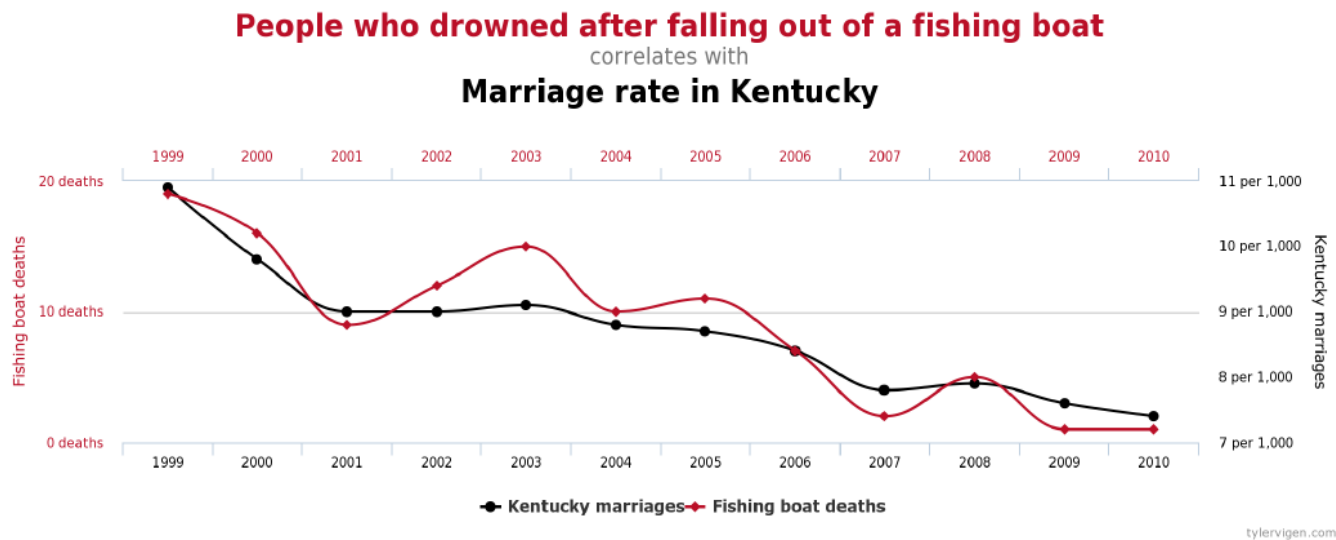 People who drowned after falling out of a fishing boat
correlates with
Marriage rate in Kentucky
1999 2000 2001 2002 2003 2004 2005 2006 2007 2008 2009 2010
20 deaths 11 per 1,000
10 per 1,000
10 deaths 9 per 1,000
8 per 1,000
0 deaths 7 per 1,000
Fishing boat deaths
Kentucky marriages
1999 2000 2001 2002 2003 2004 2005 2006 2007 2008 2009 2010
Kentucky marriages Fishing boat deaths
tylervigen.com